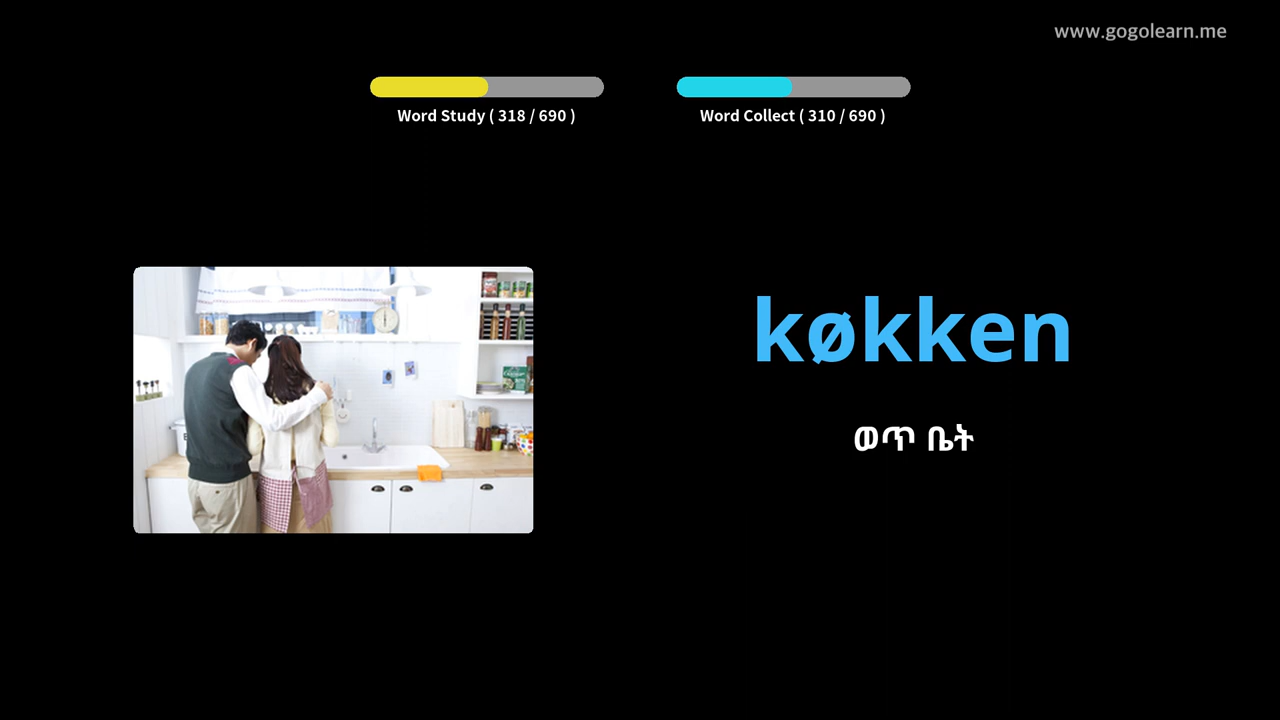 www.gogolearn.me
Word Study ( 318 / 690 )
Word Collect ( 310 / 690 )
køkken
ወጥ ቤት